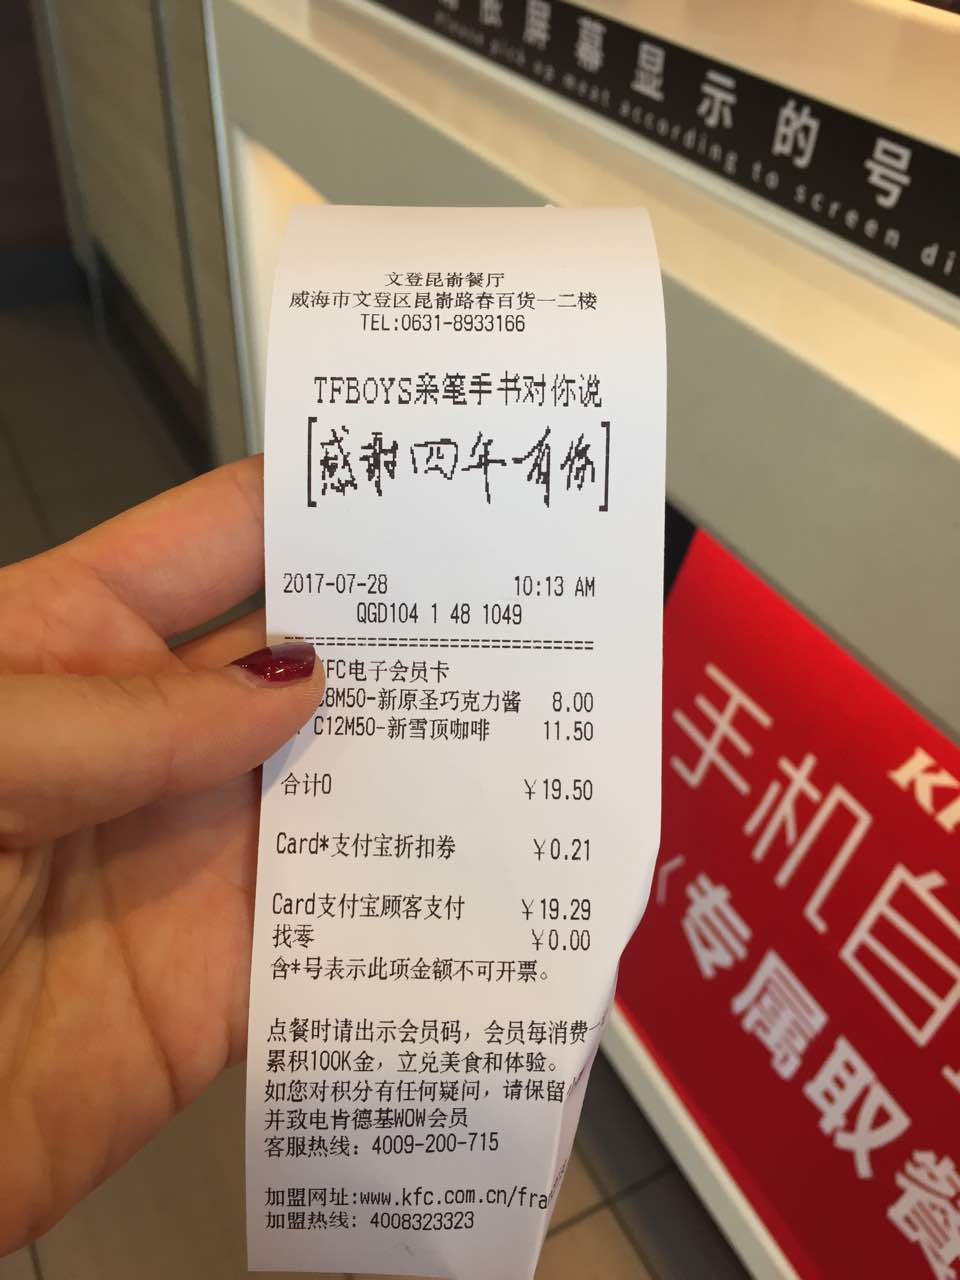 依屏幕显示的号
Please pick up meat according to screen di
文登昆嵛餐厅
威海市文登区昆嵛路春百货一二楼
TEL:0631-8933166
TFBOYS亲笔手书对你说
[感谢四年有你]
2017-07-28 10:13 AM
QGD104 1 48 1049
==============================
FC电子会员卡
C8M50-新原圣巧克力酱 8.00
C12M50-新雪顶咖啡 11.50
合计0 ￥19.50
Card*支付宝折扣券 ￥0.21
Card支付宝顾客支付 ￥19.29
找零 ￥0.00
含*号表示此项金额不可开票。
点餐时请出示会员码，会员每消费一
累积100K金，立兑美食和体验。
如您对积分有任何疑问，请保留
并致电肯德基WOW会员
客服热线: 4009-200-715
加盟网址:www.kfc.com.cn/fra
加盟热线: 4008323323
KF
手机自
〈专属取餐